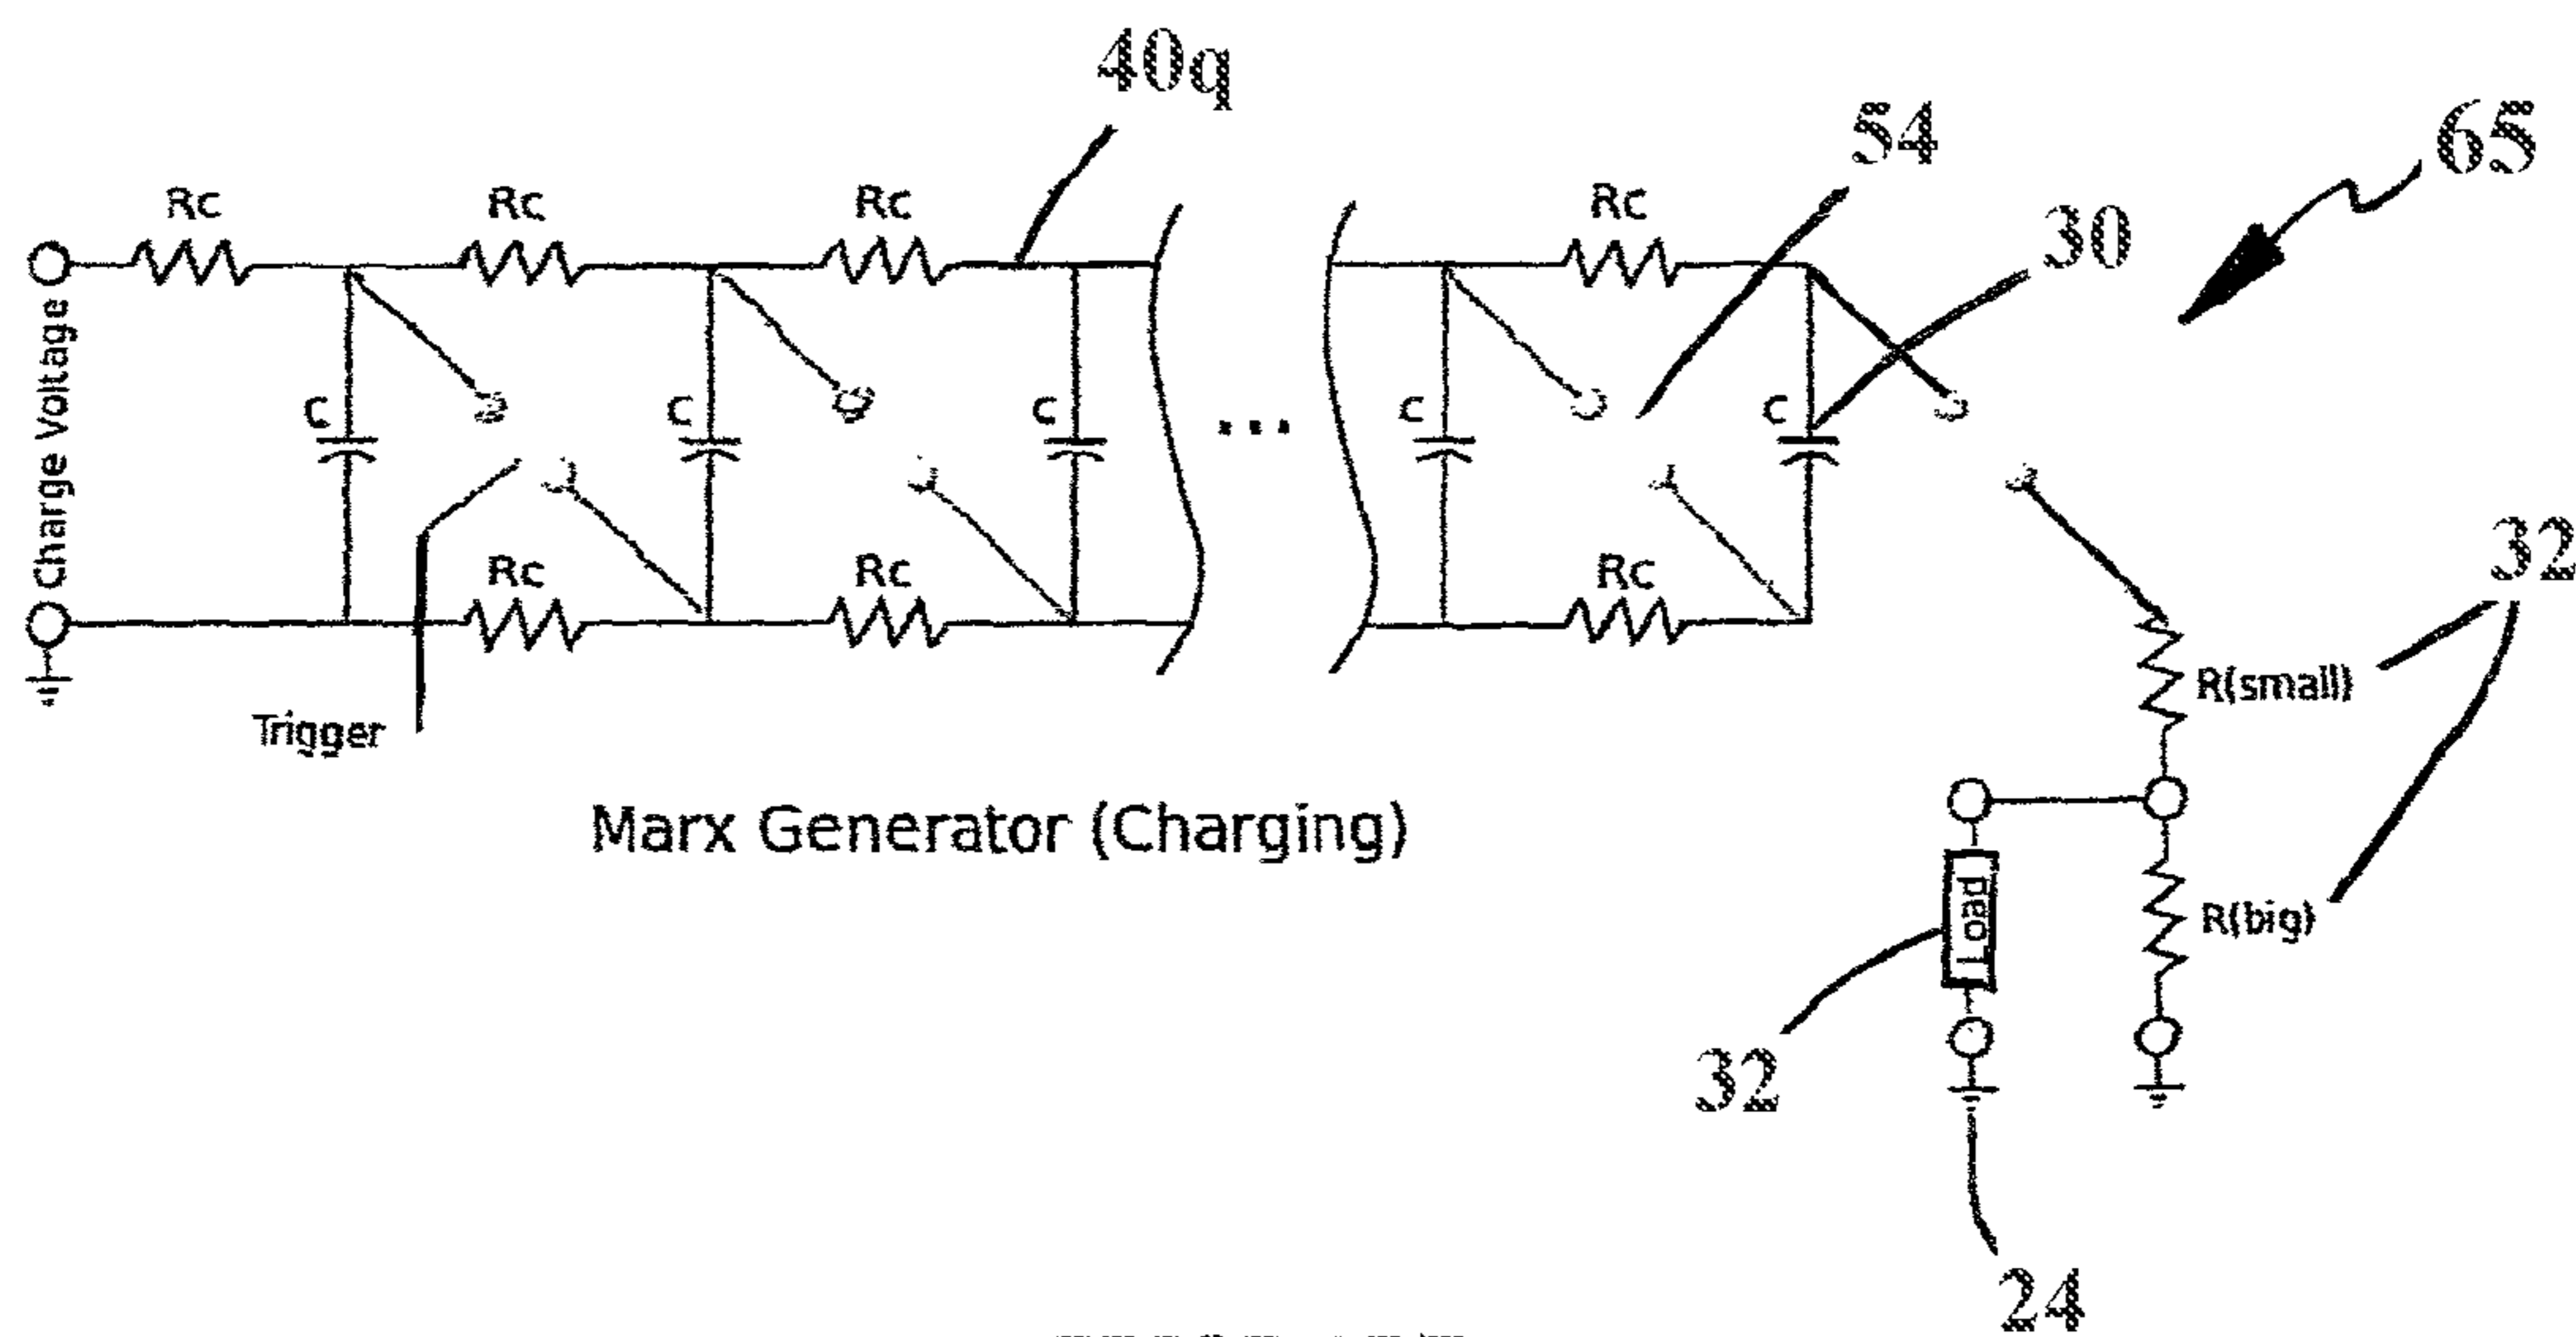 40q
54
65
30
Rc
Rc
Rc
Rc
Charge Voltage
C
C
C
...
C
C
Rc
Rc
Rc
32
Trigger
R(small)
Marx Generator (Charging)
Load
R(big)
32
24